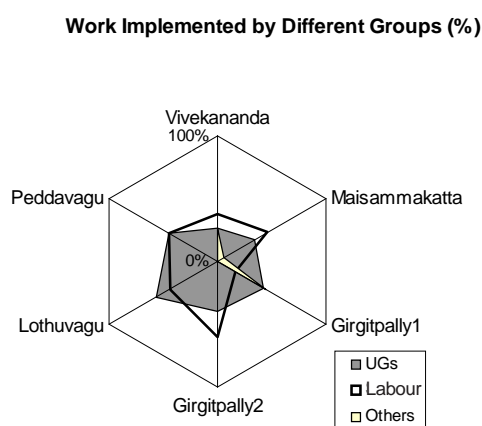 Work Implemented by Different Groups (%)
Vivekananda
100%
Peddavagu
Maisammakatta
0%
Lothuvagu
Girgitpally1
Girgitpally2
UGs
Labour
Others